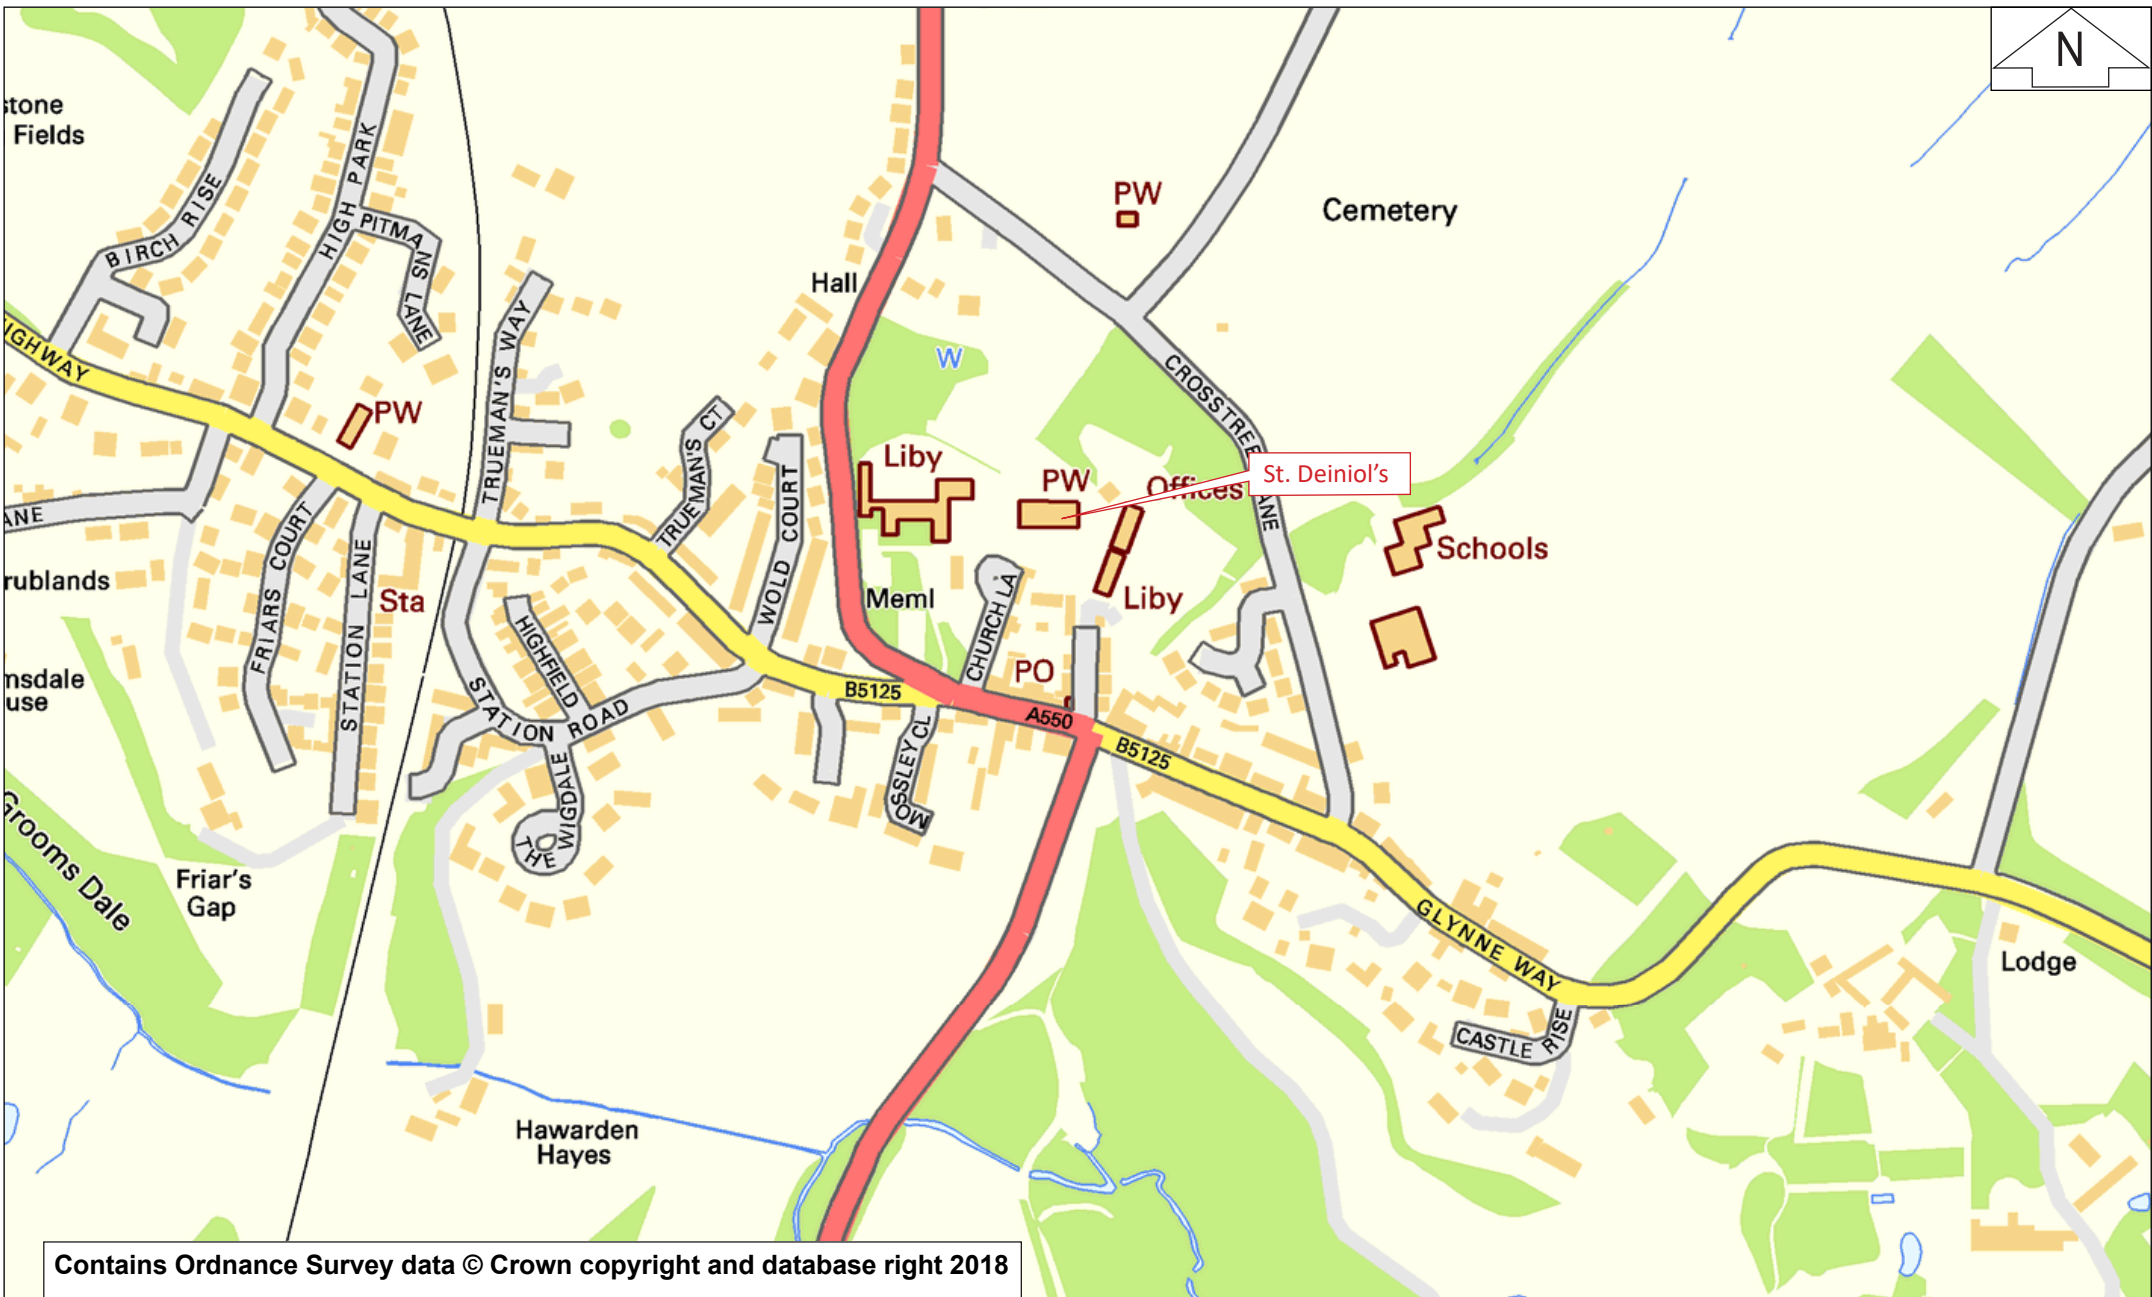 N
stone
Fields
HIGH PARK
BIRCH RISE
PITMANS LANE
PW
Cemetery
Hall
TRUEMAN'S WAY
W
IGHWAY
CROSSTREE LANE
PW
TRUEMAN'S CT
WOLD COURT
Liby
PW
Offices
St. Deiniol's
ANE
FRIARS COURT
STATION LANE
Schools
rublands
Sta
HIGHFIELD
Meml
CHURCH LA
Liby
PO
msdale
use
STATION ROAD
B5125
A550
B5125
MOSSLEY CL
THE WIGDALE
Grooms Dale
Friar's
Gap
GLYNNE WAY
Lodge
CASTLE RISE
Hawarden
Hayes
Contains Ordnance Survey data © Crown copyright and database right 2018